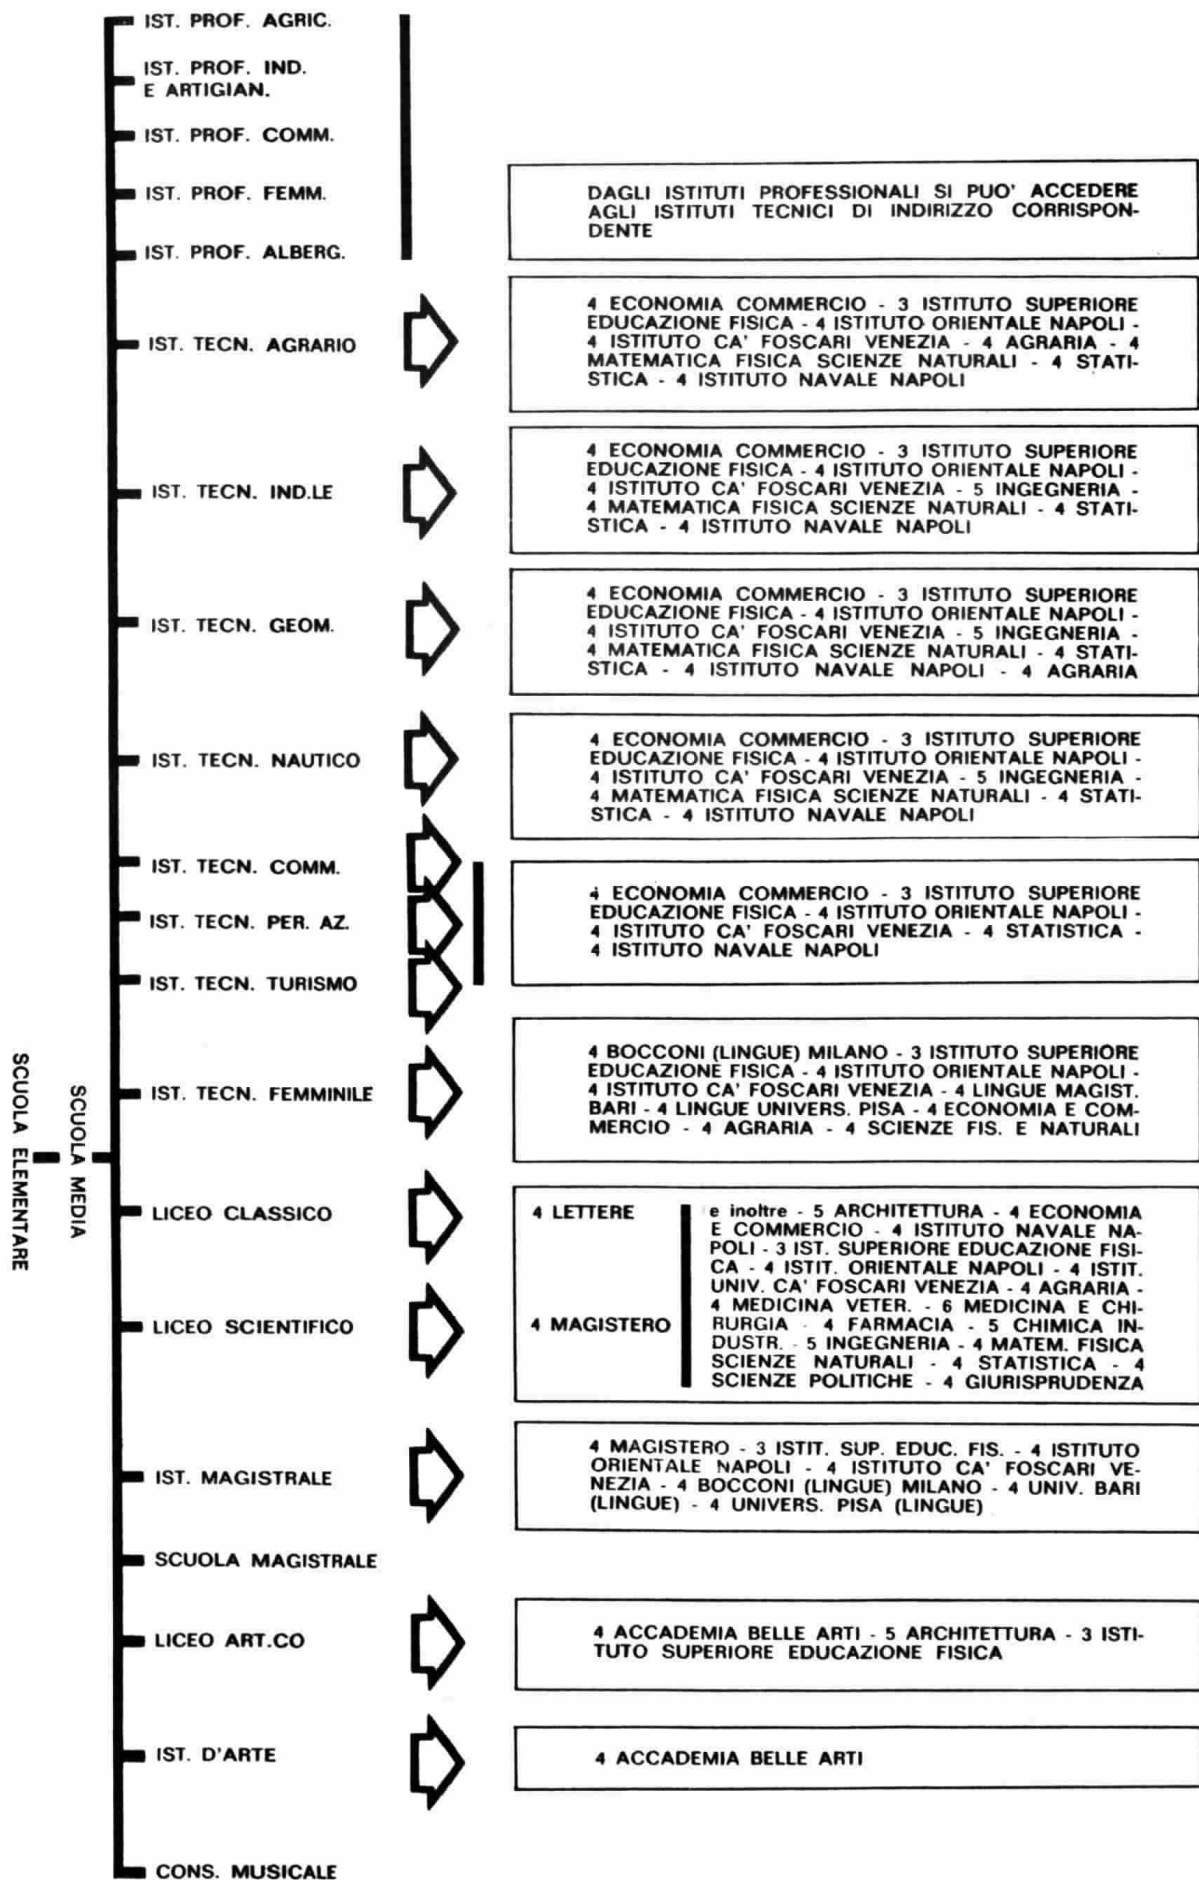 IST. PROF. AGRIC.
IST. PROF. IND.
E ARTIGIAN.
IST. PROF. COMM.
IST. PROF. FEMM.
IST. PROF. ALBERG.
DAGLI ISTITUTI PROFESSIONALI SI PUO' ACCEDERE
AGLI ISTITUTI TECNICI DI INDIRIZZO CORRISPON-
DENTE
IST. TECN. AGRARIO
4 ECONOMIA COMMERCIO - 3 ISTITUTO SUPERIORE
EDUCAZIONE FISICA - 4 ISTITUTO ORIENTALE NAPOLI -
4 ISTITUTO CA' FOSCARI VENEZIA - 4 AGRARIA - 4
MATEMATICA FISICA SCIENZE NATURALI - 4 STATI-
STICA - 4 ISTITUTO NAVALE NAPOLI
IST. TECN. IND.LE
4 ECONOMIA COMMERCIO - 3 ISTITUTO SUPERIORE
EDUCAZIONE FISICA - 4 ISTITUTO ORIENTALE NAPOLI -
4 ISTITUTO CA' FOSCARI VENEZIA - 5 INGEGNERIA -
4 MATEMATICA FISICA SCIENZE NATURALI - 4 STATI-
STICA - 4 ISTITUTO NAVALE NAPOLI
IST. TECN. GEOM.
4 ECONOMIA COMMERCIO - 3 ISTITUTO SUPERIORE
EDUCAZIONE FISICA - 4 ISTITUTO ORIENTALE NAPOLI -
4 ISTITUTO CA' FOSCARI VENEZIA - 5 INGEGNERIA -
4 MATEMATICA FISICA SCIENZE NATURALI - 4 STATI-
STICA - 4 ISTITUTO NAVALE NAPOLI - 4 AGRARIA
IST. TECN. NAUTICO
4 ECONOMIA COMMERCIO - 3 ISTITUTO SUPERIORE
EDUCAZIONE FISICA - 4 ISTITUTO ORIENTALE NAPOLI -
4 ISTITUTO CA' FOSCARI VENEZIA - 5 INGEGNERIA -
4 MATEMATICA FISICA SCIENZE NATURALI - 4 STATI-
STICA - 4 ISTITUTO NAVALE NAPOLI
IST. TECN. COMM.
IST. TECN. PER. AZ.
IST. TECN. TURISMO
4 ECONOMIA COMMERCIO - 3 ISTITUTO SUPERIORE
EDUCAZIONE FISICA - 4 ISTITUTO ORIENTALE NAPOLI -
4 ISTITUTO CA' FOSCARI VENEZIA - 4 STATISTICA -
4 ISTITUTO NAVALE NAPOLI
IST. TECN. FEMMINILE
4 BOCCONI (LINGUE) MILANO - 3 ISTITUTO SUPERIORE
EDUCAZIONE FISICA - 4 ISTITUTO ORIENTALE NAPOLI -
4 ISTITUTO CA' FOSCARI VENEZIA - 4 LINGUE MAGIST.
BARI - 4 LINGUE UNIVERS. PISA - 4 ECONOMIA E COM-
MERCIO - 4 AGRARIA - 4 SCIENZE FIS. E NATURALI
SCUOLA ELEMENTARE
SCUOLA MEDIA
LICEO CLASSICO
LICEO SCIENTIFICO
4 LETTERE
4 MAGISTERO
e inoltre - 5 ARCHITETTURA - 4 ECONOMIA
E COMMERCIO - 4 ISTITUTO NAVALE NA-
POLI - 3 IST. SUPERIORE EDUCAZIONE FISI-
CA - 4 ISTIT. ORIENTALE NAPOLI - 4 ISTIT.
UNIV. CA' FOSCARI VENEZIA - 4 AGRARIA -
4 MEDICINA VETER. - 6 MEDICINA E CHI-
RURGIA - 4 FARMACIA - 5 CHIMICA IN-
DUSTR. - 5 INGEGNERIA - 4 MATEM. FISICA
SCIENZE NATURALI - 4 STATISTICA - 4
SCIENZE POLITICHE - 4 GIURISPRUDENZA
IST. MAGISTRALE
4 MAGISTERO - 3 ISTIT. SUP. EDUC. FIS. - 4 ISTITUTO
ORIENTALE NAPOLI - 4 ISTITUTO CA' FOSCARI VE-
NEZIA - 4 BOCCONI (LINGUE) MILANO - 4 UNIV. BARI
(LINGUE) - 4 UNIVERS. PISA (LINGUE)
SCUOLA MAGISTRALE
LICEO ART.CO
4 ACCADEMIA BELLE ARTI - 5 ARCHITETTURA - 3 ISTI-
TUTO SUPERIORE EDUCAZIONE FISICA
IST. D'ARTE
4 ACCADEMIA BELLE ARTI
CONS. MUSICALE